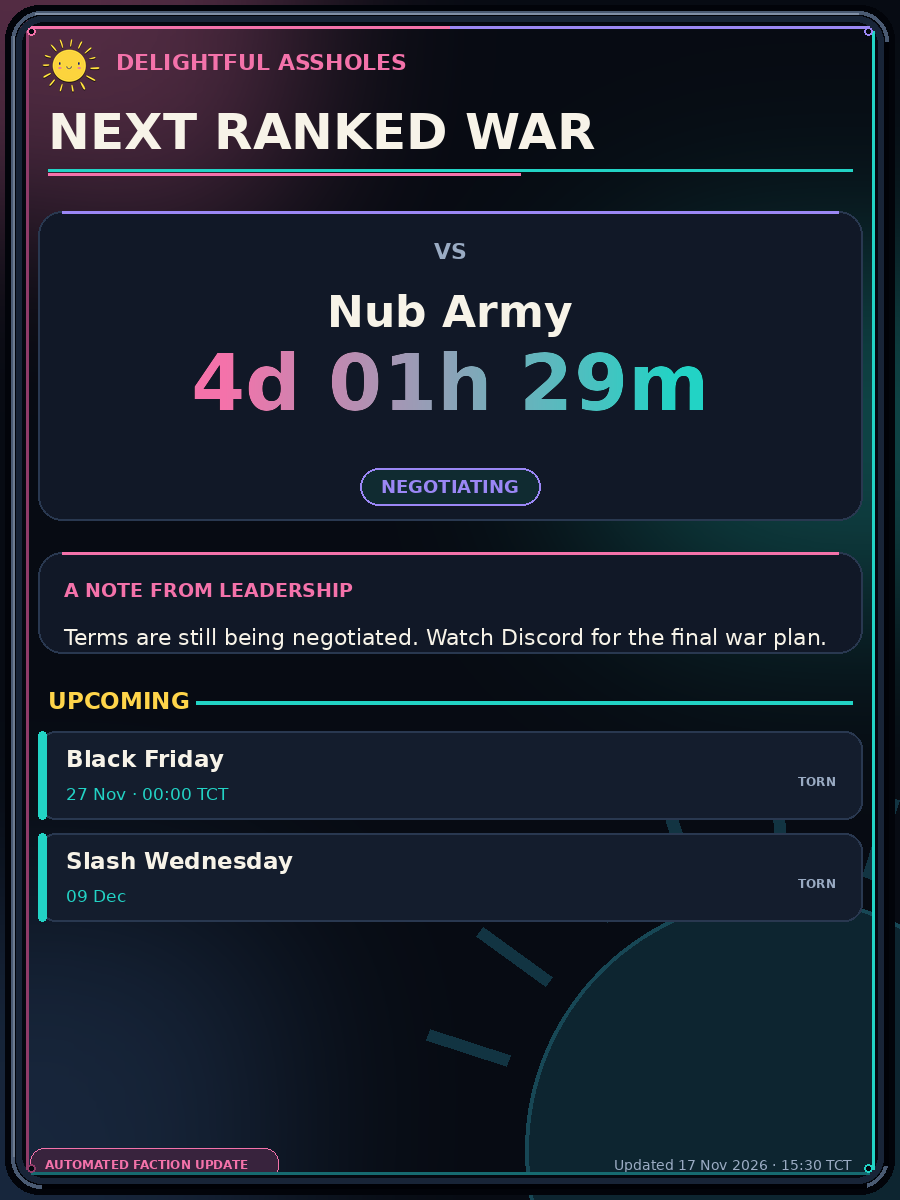 DELIGHTFUL ASSHOLES
NEXT RANKED WAR
VS
Nub Army
4d 01h 29m
NEGOTIATING
A NOTE FROM LEADERSHIP
Terms are still being negotiated. Watch Discord for the final war plan.
UPCOMING
Black Friday
27 Nov · 00:00 TCT
TORN
Slash Wednesday
09 Dec
TORN
AUTOMATED FACTION UPDATE
Updated 17 Nov 2026 · 15:30 TCT